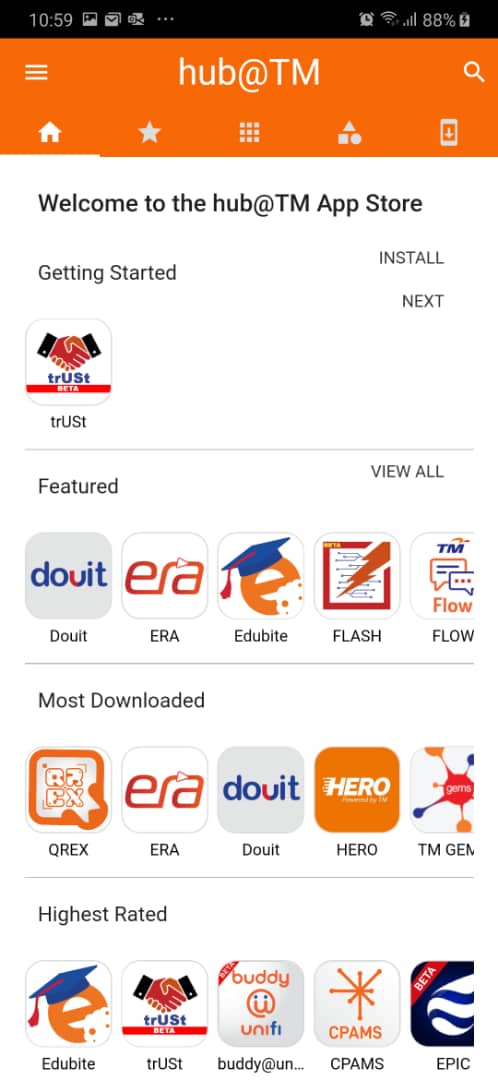 10:59 88%
hub@TM
Welcome to the hub@TM App Store
Getting Started
INSTALL
NEXT
trUSt
BETA
trUSt
Featured
VIEW ALL
douit
era
e
BETA
TM
Flow
Douit
ERA
Edubite
FLASH
FLOW
Most Downloaded
QREX
era
douit
HERO
Powered by TM
gems
QREX
ERA
Douit
HERO
TM GEM
Highest Rated
e
trUSt
BETA
BETA
buddy
unifi
CPAMS
BETA
Edubite
trUSt
buddy@un...
CPAMS
EPIC